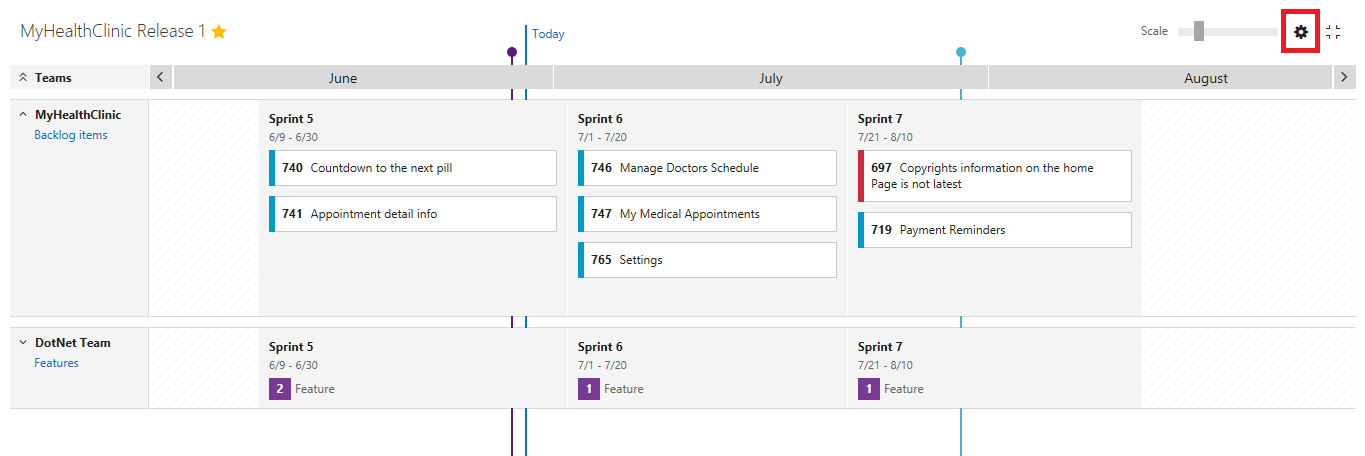 MyHealthClinic Release 1
Today
Scale
Teams
June
July
August
MyHealthClinic
Backlog items
Sprint 5
6/9 - 6/30
740 Countdown to the next pill
741 Appointment detail info
Sprint 6
7/1 - 7/20
746 Manage Doctors Schedule
747 My Medical Appointments
765 Settings
Sprint 7
7/21 - 8/10
697 Copyrights information on the home
Page is not latest
719 Payment Reminders
DotNet Team
Features
Sprint 5
6/9 - 6/30
2 Feature
Sprint 6
7/1 - 7/20
1 Feature
Sprint 7
7/21 - 8/10
1 Feature